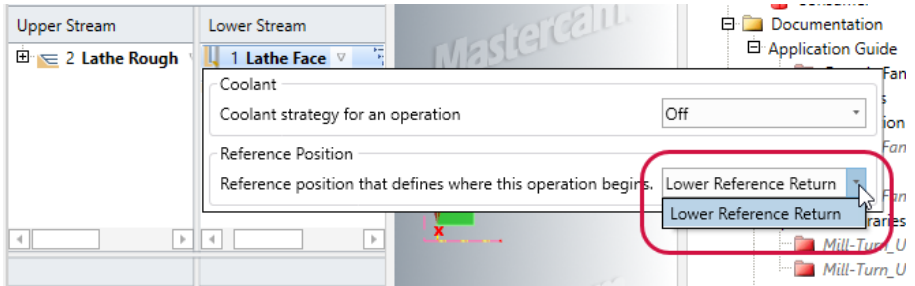 Upper Stream
Lower Stream
2 Lathe Rough
1 Lathe Face
Coolant
Coolant strategy for an operation
Off
Reference Position
Reference position that defines where this operation begins.
Lower Reference Return
Lower Reference Return
Mastercam.
X
Documentation
Application Guide
Mill-Turn_U
Mill-Turn_U